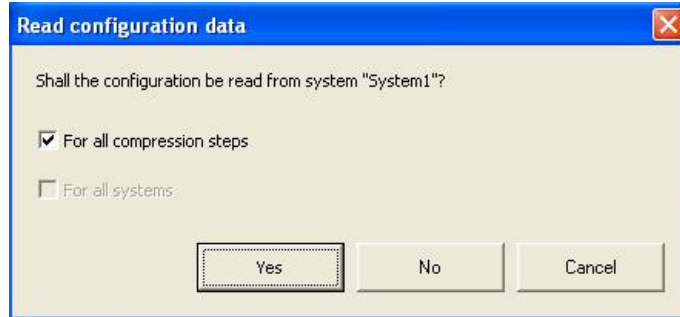 Read configuration data
Shall the configuration be read from system "System1"?
For all compression steps
For all systems
Yes No Cancel